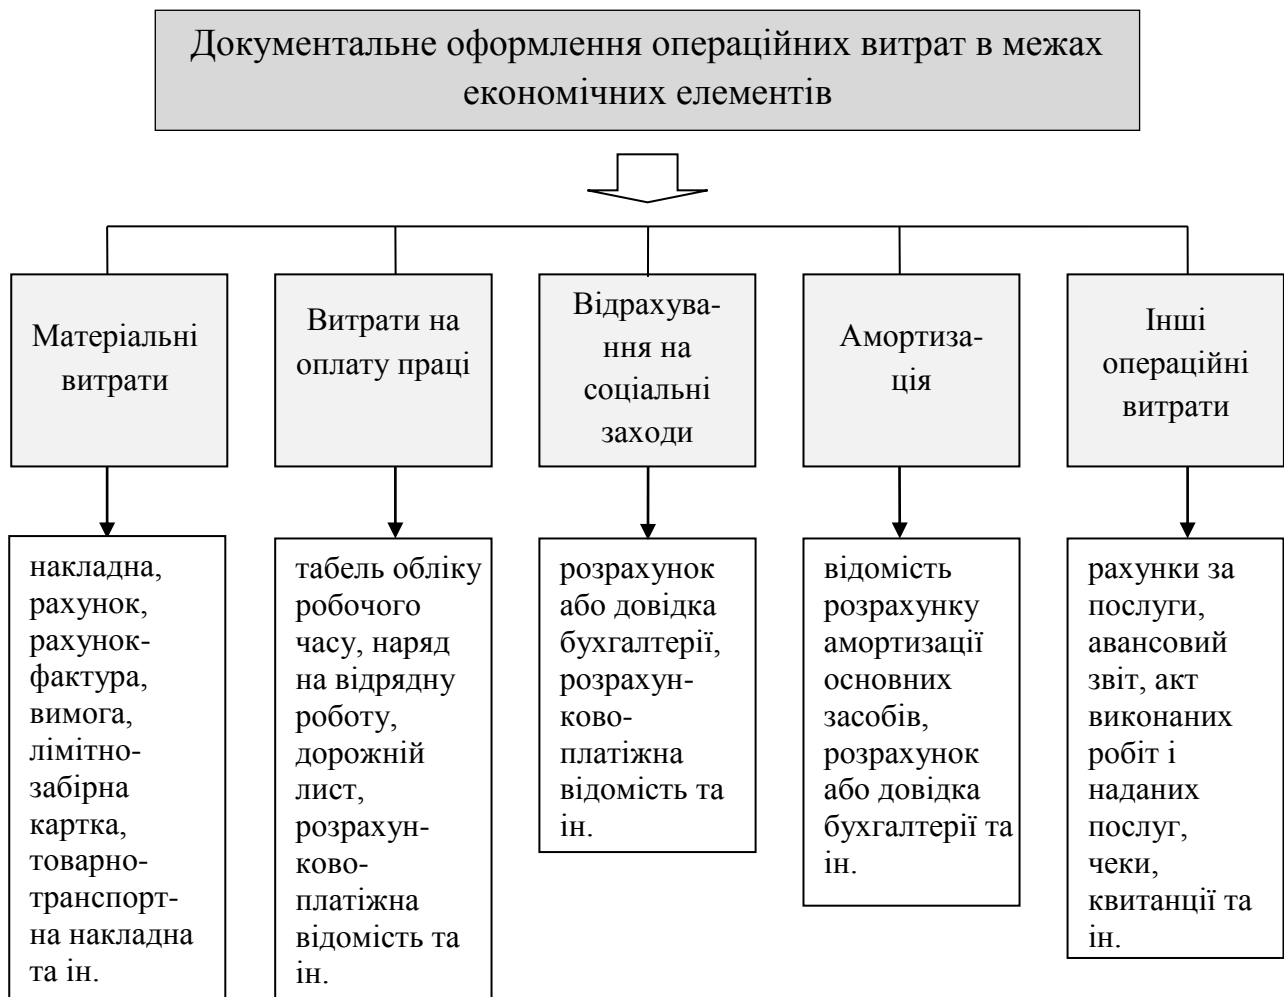 Документальне оформлення операційних витрат в межах
економічних елементів
Матеріальні
витрати
Витрати на
оплату праці
Відрахува-
ння на
соціальні
заходи
Амортиза-
ція
Інші
операційні
витрати
накладна,
рахунок,
рахунок-
фактура,
вимога,
лімітно-
забірна
картка,
товарно-
транспорт-
на накладна
та ін.
табель обліку
робочого
часу, наряд
на відрядну
роботу,
дорожній
лист,
розрахун-
ково-
платіжна
відомість та
ін.
розрахунок
або довідка
бухгалтерії,
розрахун-
ково-
платіжна
відомість та
ін.
відомість
розрахунку
амортизації
основних
засобів,
розрахунок
або довідка
бухгалтерії та
ін.
рахунки за
послуги,
авансовий
звіт, акт
виконаних
робіт і
наданих
послуг,
чеки,
квитанції та
ін.